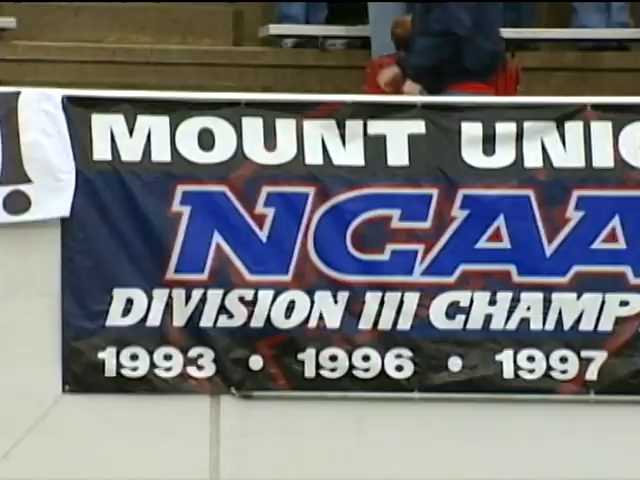 !
MOUNT UNIO
NCAA
DIVISION III CHAMP
1993 • 1996 • 1997